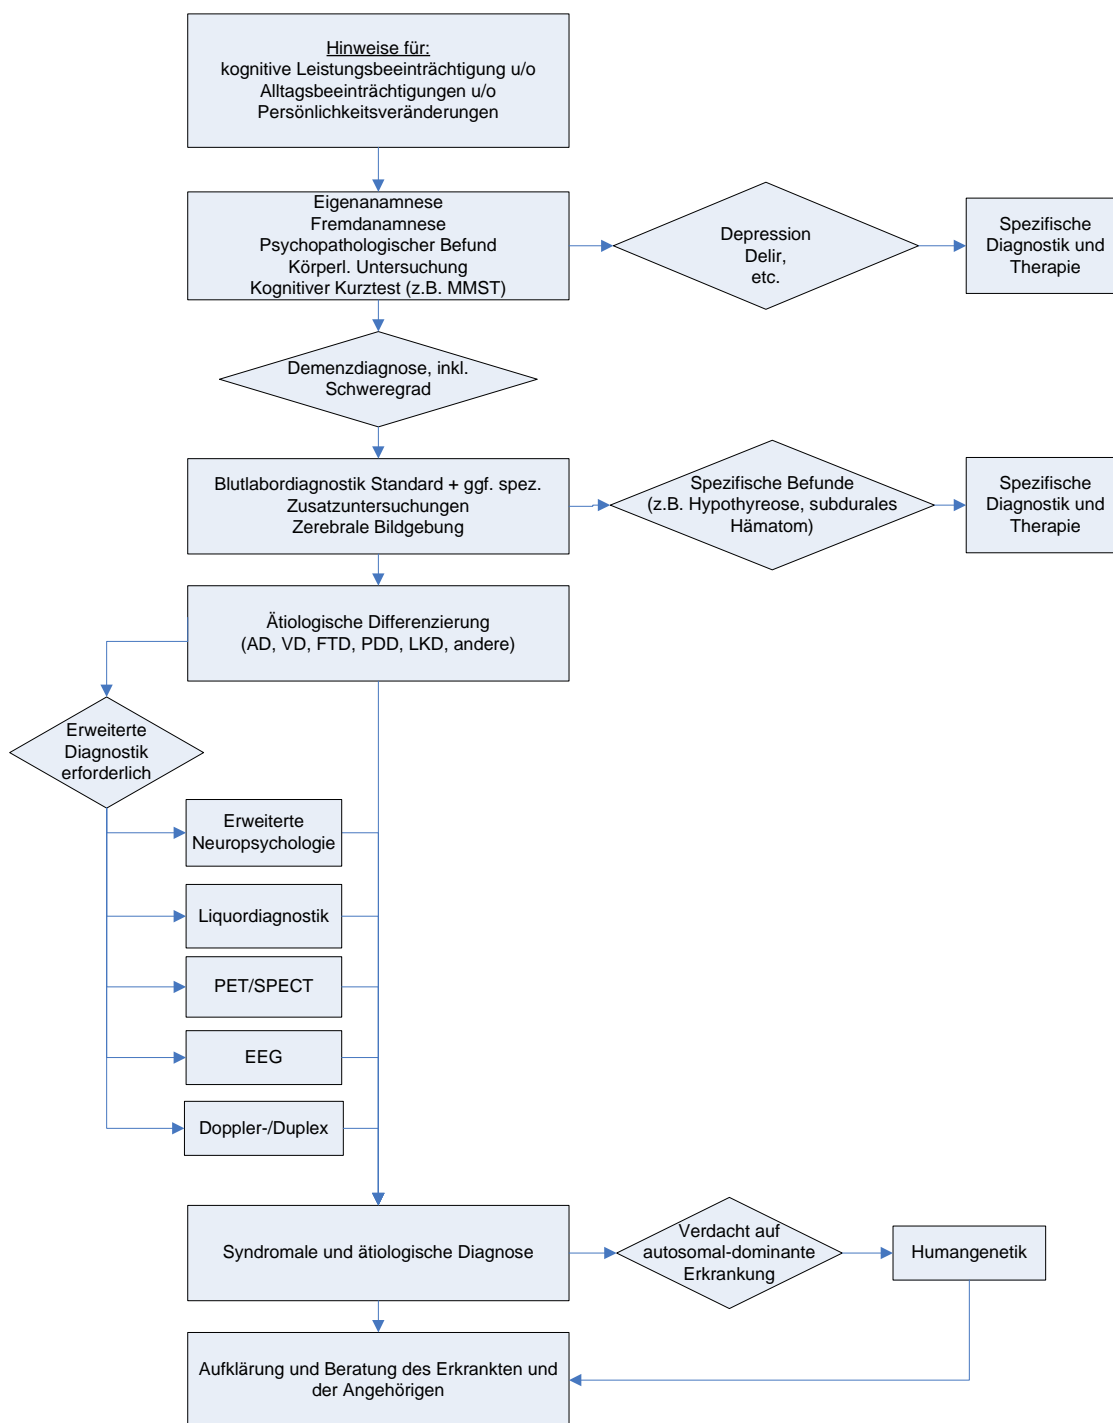 Hinweise für:
kognitive Leistungsbeeinträchtigung u/o
Alltagsbeeinträchtigungen u/o
Persönlichkeitsveränderungen
Eigenanamnese
Fremdanamnese
Psychopathologischer Befund
Körperl. Untersuchung
Kognitiver Kurztest (z.B. MMST)
Depression
Delir,
etc.
Spezifische
Diagnostik und
Therapie
Demenzdiagnose, inkl.
Schweregrad
Blutlabordiagnostik Standard + ggf. spez.
Zusatzuntersuchungen
Zerebrale Bildgebung
Spezifische Befunde
(z.B. Hypothyreose, subdurales
Hämatom)
Spezifische
Diagnostik und
Therapie
Ätiologische Differenzierung
(AD, VD, FTD, PDD, LKD, andere)
Erweiterte
Diagnostik
erforderlich
Erweiterte
Neuropsychologie
Liquordiagnostik
PET/SPECT
EEG
Doppler-/Duplex
Syndromale und ätiologische Diagnose
Verdacht auf
autosomal-dominante
Erkrankung
Humangenetik
Aufklärung und Beratung des Erkrankten und
der Angehörigen